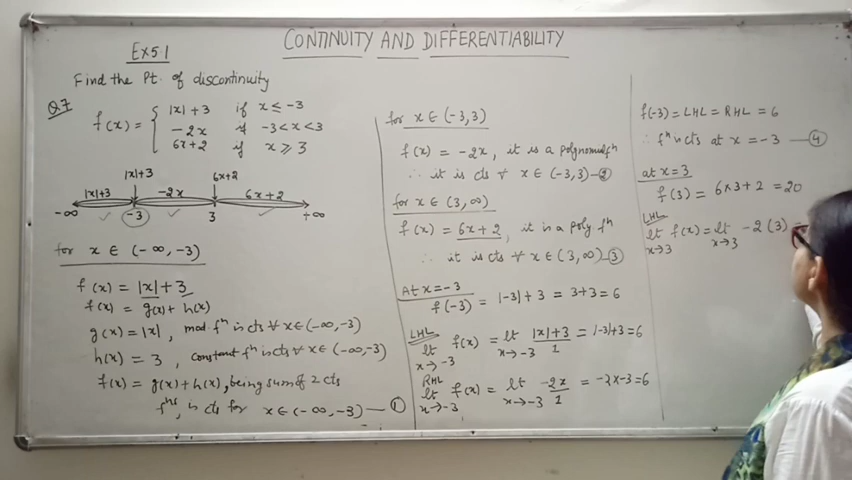 CONTINUITY AND DIFFERENTIABILITY
Ex 5.1
Find the Pt. of discontinuity
Q7
f(x) = { |x|+3 if x ≤ -3
-2x if -3<x<3
6x+2 if x ≥ 3
|x|+3 6x+2
|x|+3 -2x 6x+2
-∞ -3 3 +∞
for x ∈ (-∞, -3)
f(x) = |x|+3
f(x) = g(x) + h(x)
g(x) = |x|, mod. fⁿ is cts ∀ x ∈ (-∞, -3)
h(x) = 3, constant fⁿ is cts ∀ x ∈ (-∞, -3)
f(x) = g(x) + h(x), being sum of 2 cts
fⁿˢ, is cts for x ∈ (-∞, -3) — ①
for x ∈ (-3, 3)
f(x) = -2x, it is a polynomial fⁿ
∴ it is cts ∀ x ∈ (-3, 3) — ②
for x ∈ (3, ∞)
f(x) = 6x+2, it is a poly fⁿ
∴ it is cts ∀ x ∈ (3, ∞) — ③
At x = -3
f(-3) = |-3|+3 = 3+3 = 6
LHL
lt x→-3 f(x) = lt x→-3 |x|+3/1 = |-3|+3 = 6
RHL
lt x→-3 f(x) = lt x→-3 -2x/1 = -2x-3 = 6
f(-3) = LHL = RHL = 6
∴ fⁿ is cts at x = -3 — ④
at x = 3
f(3) = 6×3+2 = 20
LHL
lt x→3 f(x) = lt x→3 -2(3) =